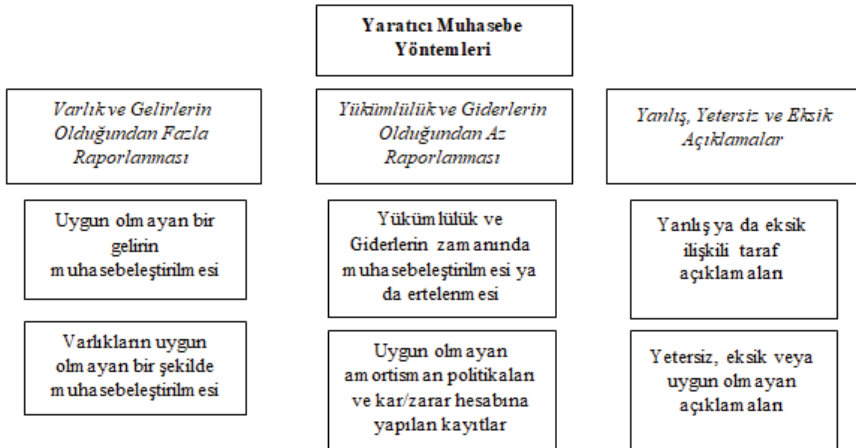 Yaratıcı Muhasebe
Yöntemleri
Varlık ve Gelirlerin
Olduğundan Fazla
Raporlanması
Yükümlülük ve Giderlerin
Olduğundan Az
Raporlanması
Yanlış, Yetersiz ve Eksik
Açıklamalar
Uygun olmayan bir
gelirin
muhasebeleştirilmesi
Yükümlülük ve
Giderlerin zamanında
muhasebeleştirilmesi ya
da ertelenmesi
Yanlış ya da eksik
ilişkili taraf
açıklamaları
Varlıkların uygun
olmayan bir şekilde
muhasebeleştirilmesi
Uygun olmayan
amortisman politikaları
ve kar/zarar hesabına
yapılan kayıtlar
Yetersiz, eksik veya
uygun olmayan
açıklamaları